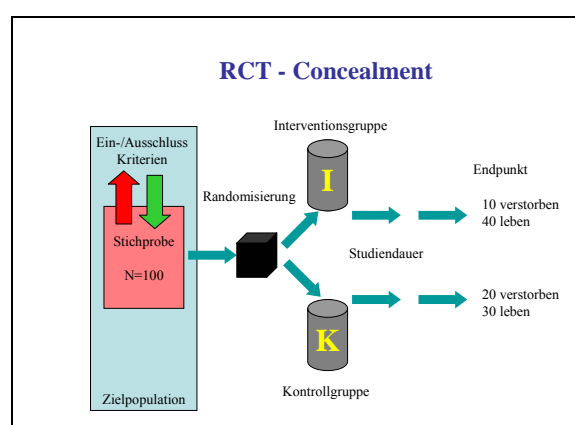 RCT - Concealment
Ein-/Ausschluss
Kriterien
Stichprobe
N=100
Zielpopulation
Randomisierung
Interventionsgruppe
I
Studiendauer
K
Kontrollgruppe
Endpunkt
10 verstorben
40 leben
20 verstorben
30 leben